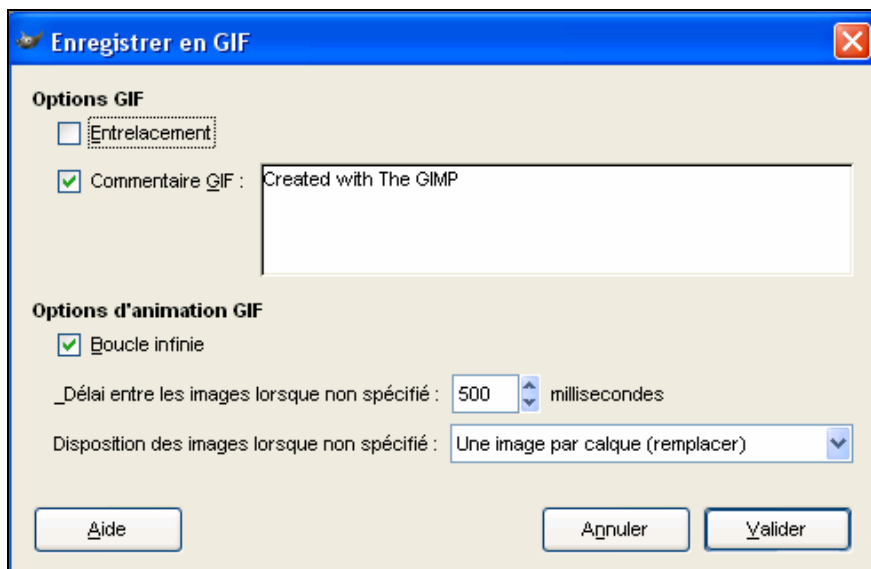 Enregistrer en GIF
Options GIF
Entrelacement
Commentaire GIF : Created with The GIMP
Options d'animation GIF
Boucle infinie
_Délai entre les images lorsque non spécifié : 500 millisecondes
Disposition des images lorsque non spécifié : Une image par calque (remplacer)
Aide Annuler Valider